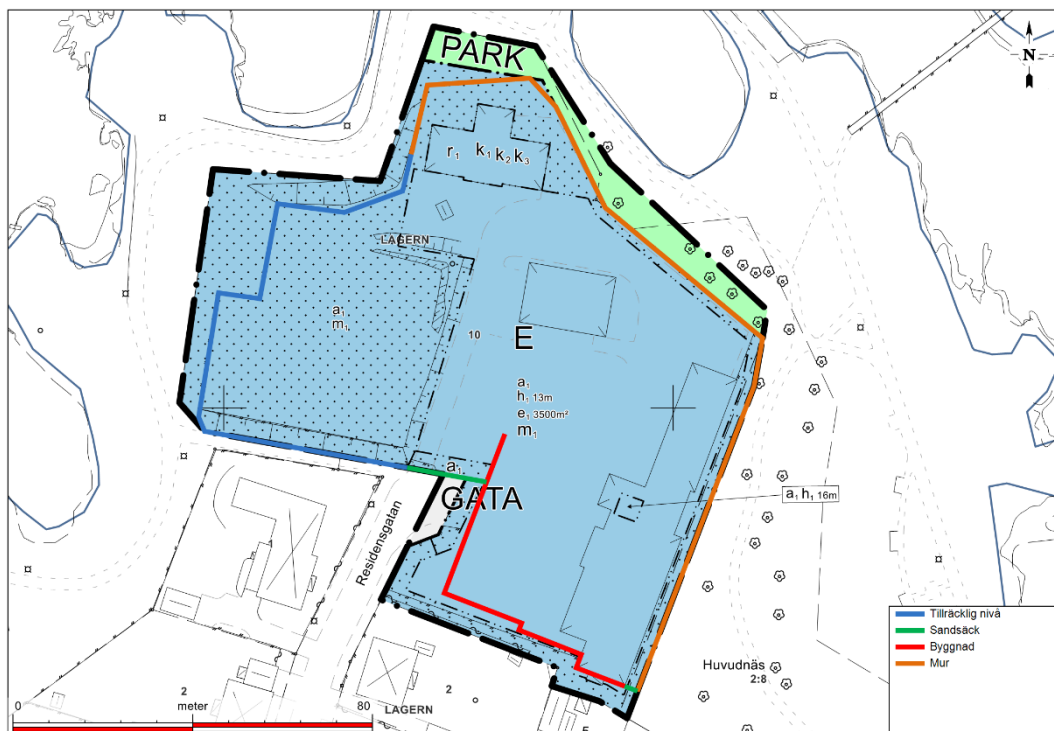 PARK
N
r₁ k₁ k₂ k₃
LAGERN
a₁
m₁
10
E
a₁
h₁ 13m
e₁ 3500m²
m₁
a₁
GATA
a₁ h₁ 16m
Residensgatan
Tillräcklig nivå
Sandsäck
Byggnad
Mur
Huvudnäs
2:8
2
2
LAGERN
0 meter 80
5